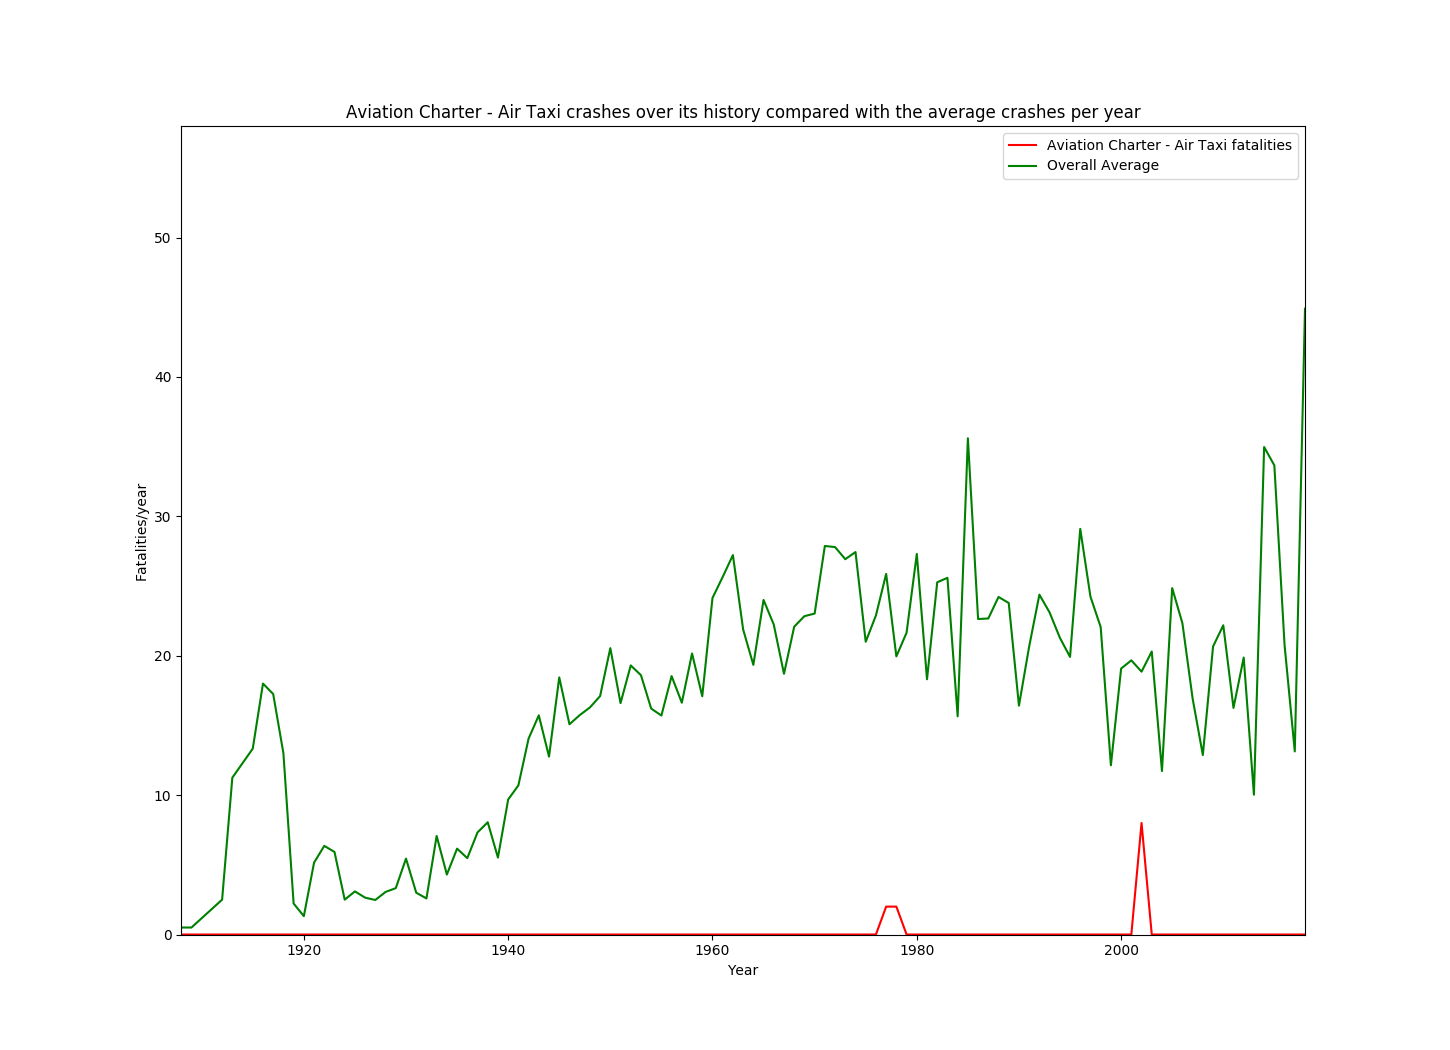 Aviation Charter - Air Taxi crashes over its history compared with the average crashes per year
Aviation Charter - Air Taxi fatalities
Overall Average
50
40
30
20
10
0
Fatalities/year
1920
1940
1960
1980
2000
Year